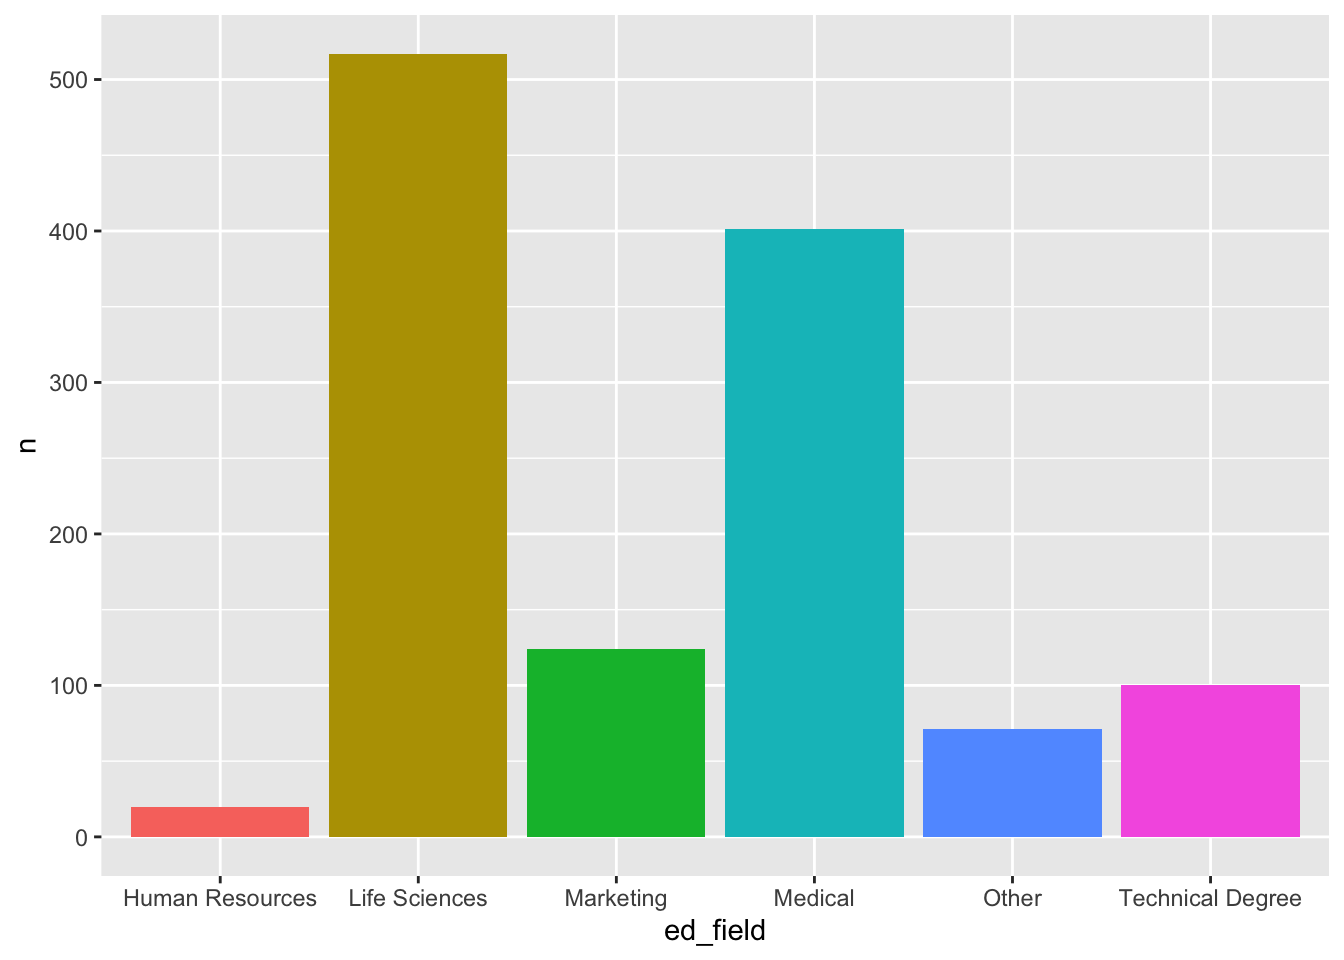 500
400
300
200
100
0
n
Human Resources Life Sciences Marketing Medical Other Technical Degree
ed_field